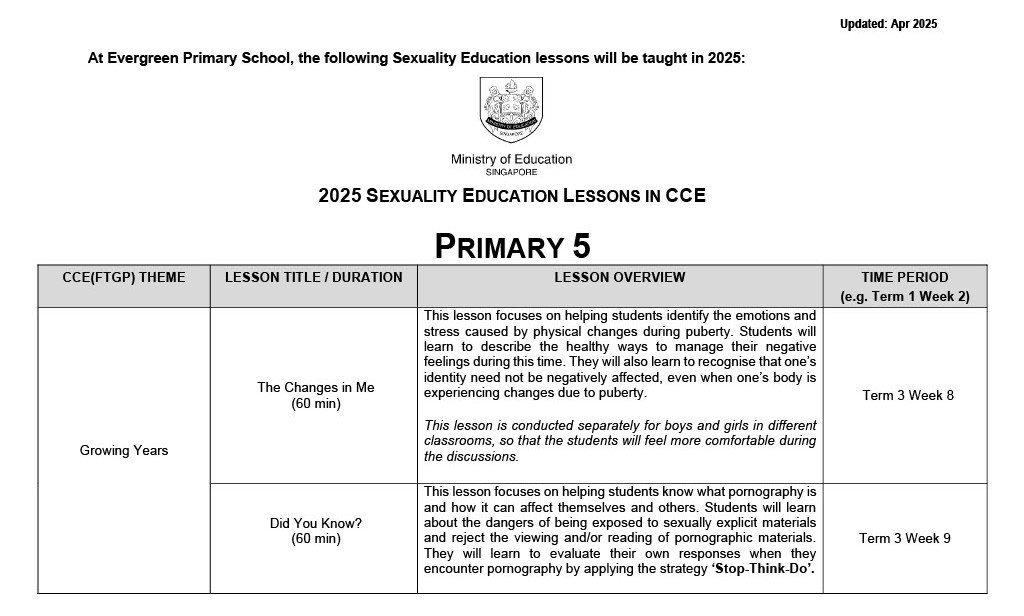 Updated: Apr 2025
At Evergreen Primary School, the following Sexuality Education lessons will be taught in 2025:
MINISTRY OF EDUCATION
SINGAPORE
Ministry of Education
SINGAPORE
2025 SEXUALITY EDUCATION LESSONS IN CCE
PRIMARY 5
CCE(FTGP) THEME
LESSON TITLE / DURATION
LESSON OVERVIEW
TIME PERIOD
(e.g. Term 1 Week 2)
Growing Years
The Changes in Me
(60 min)
This lesson focuses on helping students identify the emotions and
stress caused by physical changes during puberty. Students will
learn to describe the healthy ways to manage their negative
feelings during this time. They will also learn to recognise that one’s
identity need not be negatively affected, even when one’s body is
experiencing changes due to puberty.
This lesson is conducted separately for boys and girls in different
classrooms, so that the students will feel more comfortable during
the discussions.
Term 3 Week 8
Did You Know?
(60 min)
This lesson focuses on helping students know what pornography is
and how it can affect themselves and others. Students will learn
about the dangers of being exposed to sexually explicit materials
and reject the viewing and/or reading of pornographic materials.
They will learn to evaluate their own responses when they
encounter pornography by applying the strategy ‘Stop-Think-Do’.
Term 3 Week 9